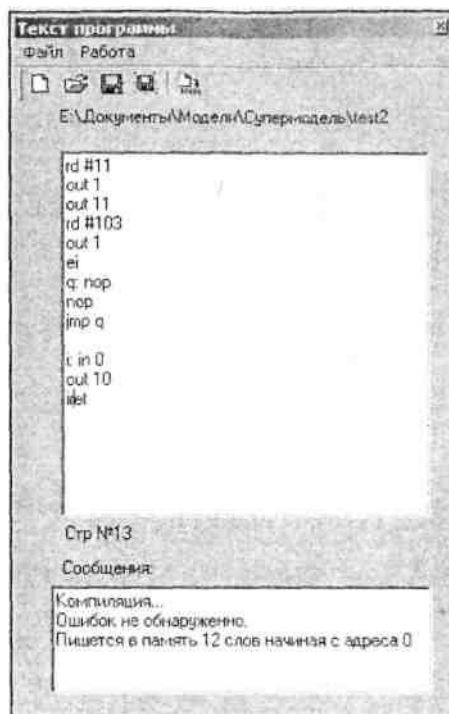 Текст программы
Файл Работа
E:\Документы\Модели\Супермодель\test2
rd #11
out 1
out 11
rd #103
out 1
ei
q: nop
nop
jmp q
in 0
out 10
iret
Стр №13
Сообщения:
Компиляция...
Ошибок не обнаруженно.
Пишется в память 12 слов начиная с адреса 0